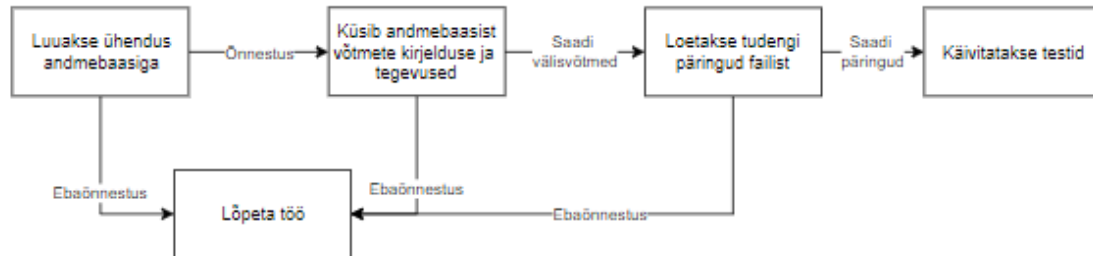 Luuakse ühendus
andmebaasiga
Õnnestus
Küsib andmebaasist
võtmete kirjelduse ja
tegevused
Saadi
välisvõtmed
Loetakse tudengi
päringud failist
Saadi
päringud
Käivitatakse testid
Ebaõnnestus
Lõpeta töö
Ebaõnnestus
Ebaõnnestus